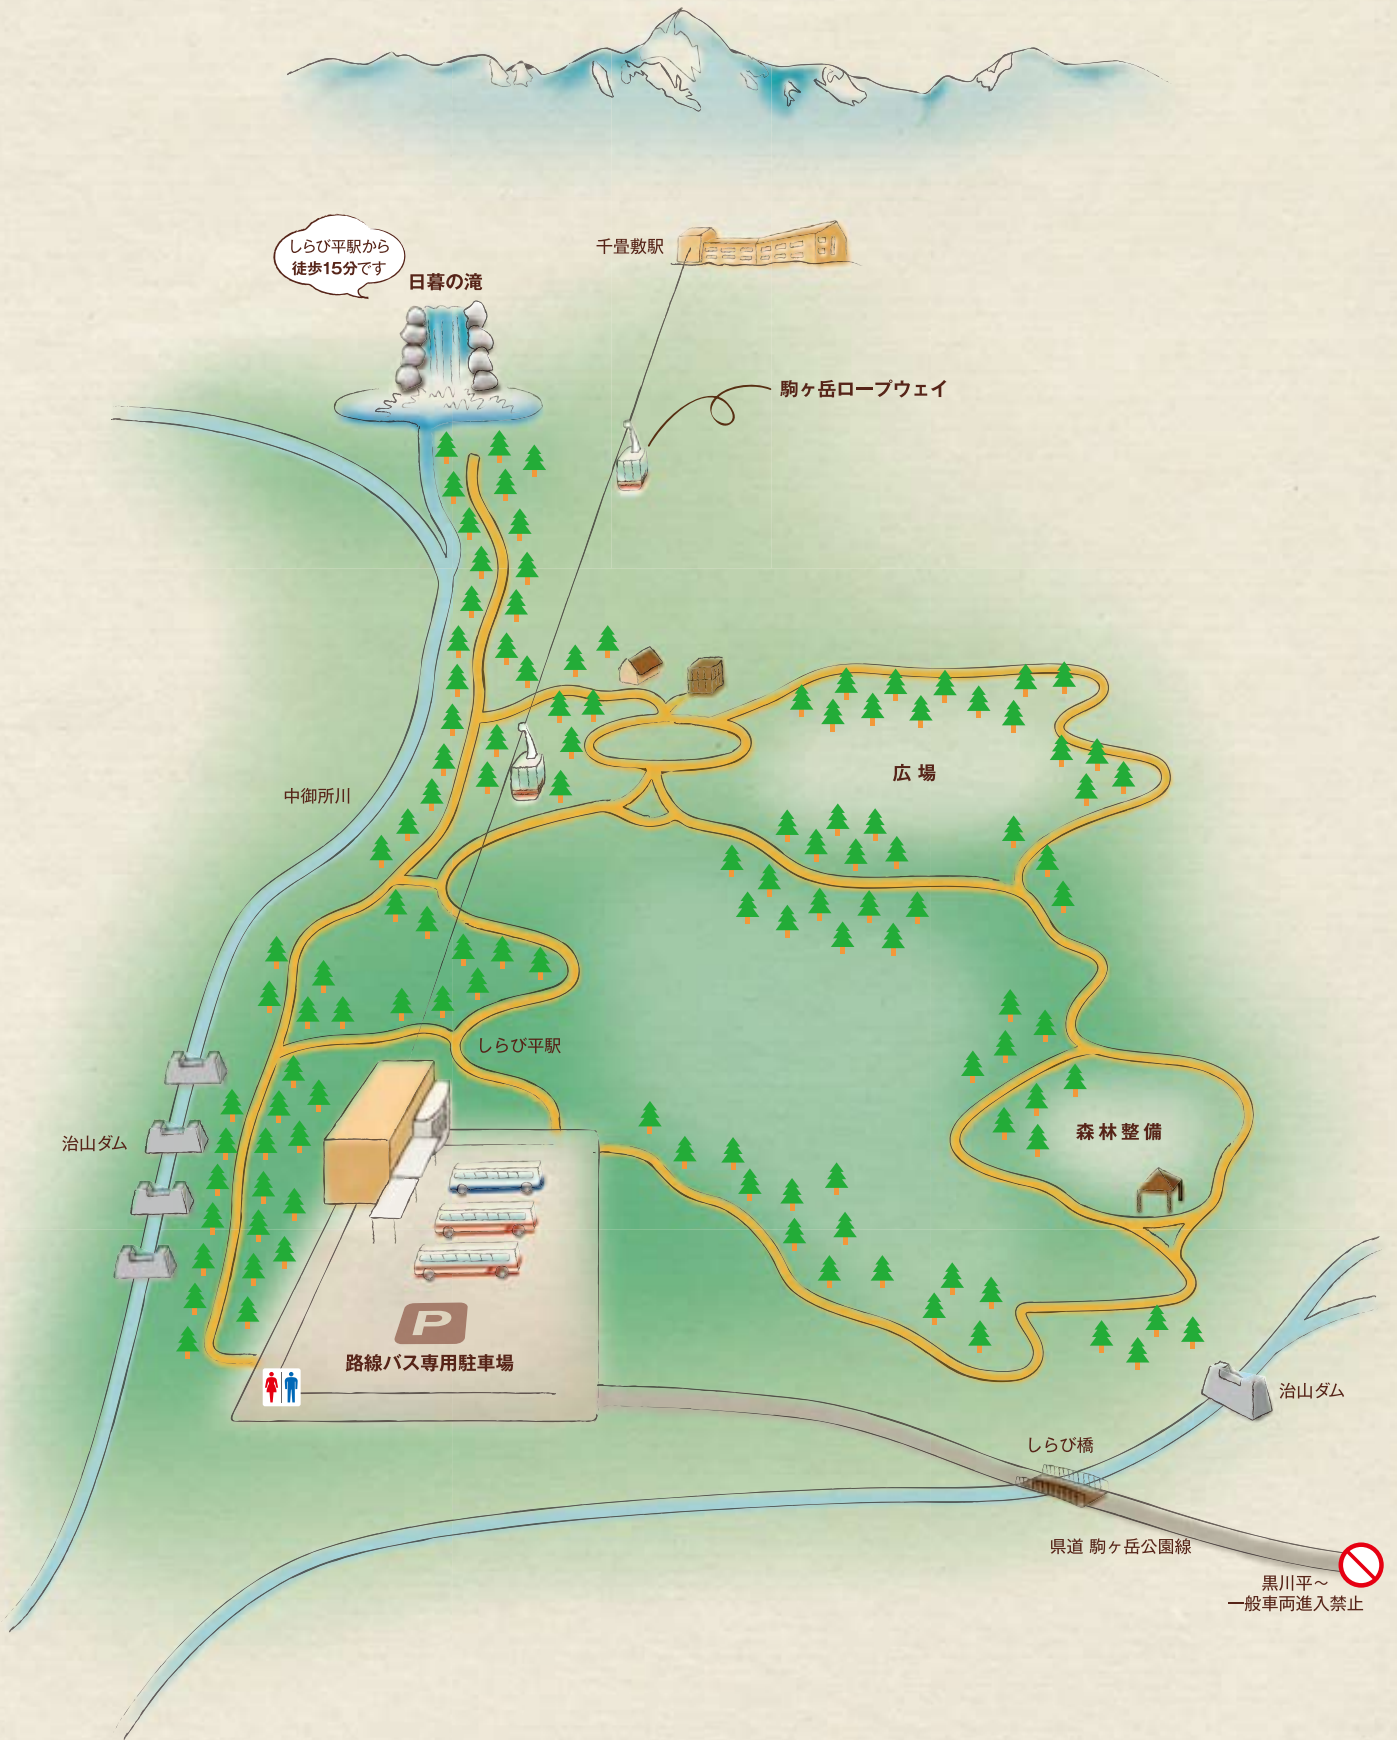 千畳敷駅
しらび平駅から
徒歩15分です
日暮の滝
駒ヶ岳ロープウェイ
広場
中御所川
しらび平駅
治山ダム
森林整備
P
路線バス専用駐車場
治山ダム
しらび橋
県道 駒ヶ岳公園線
黒川平～
一般車両進入禁止